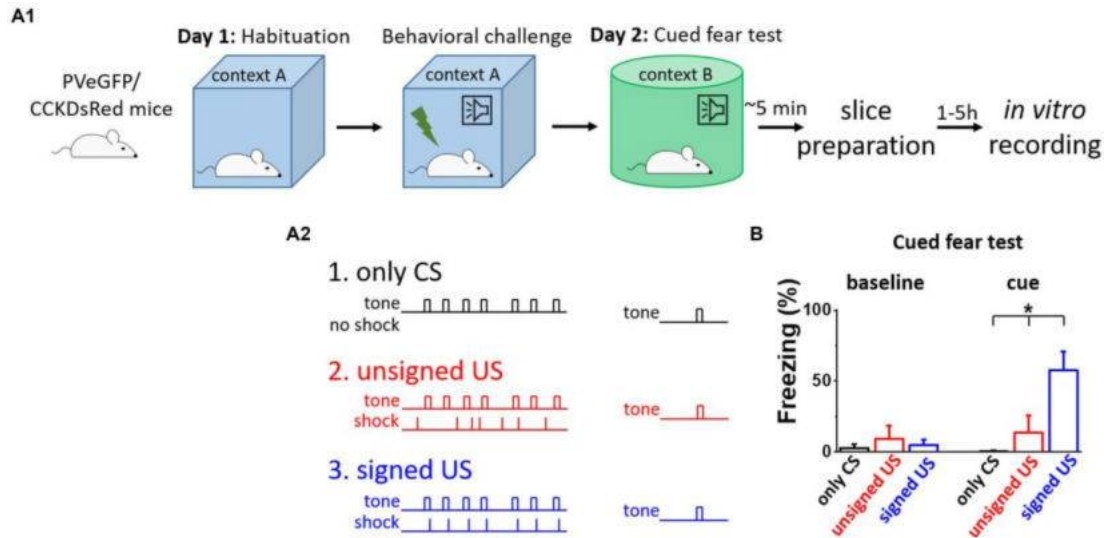 A1
Day 1: Habituation
Behavioral challenge
Day 2: Cued fear test
PVeGFP/
CCKDsRed mice
context A
context A
context B
~5 min
slice
preparation
1-5h
in vitro
recording
A2
1. only CS
tone
no shock
tone
2. unsigned US
tone
shock
tone
3. signed US
tone
shock
tone
B
Cued fear test
baseline
cue
Freezing (%)
100
50
0
*
only CS
unsigned US
signed US
only CS
unsigned US
signed US